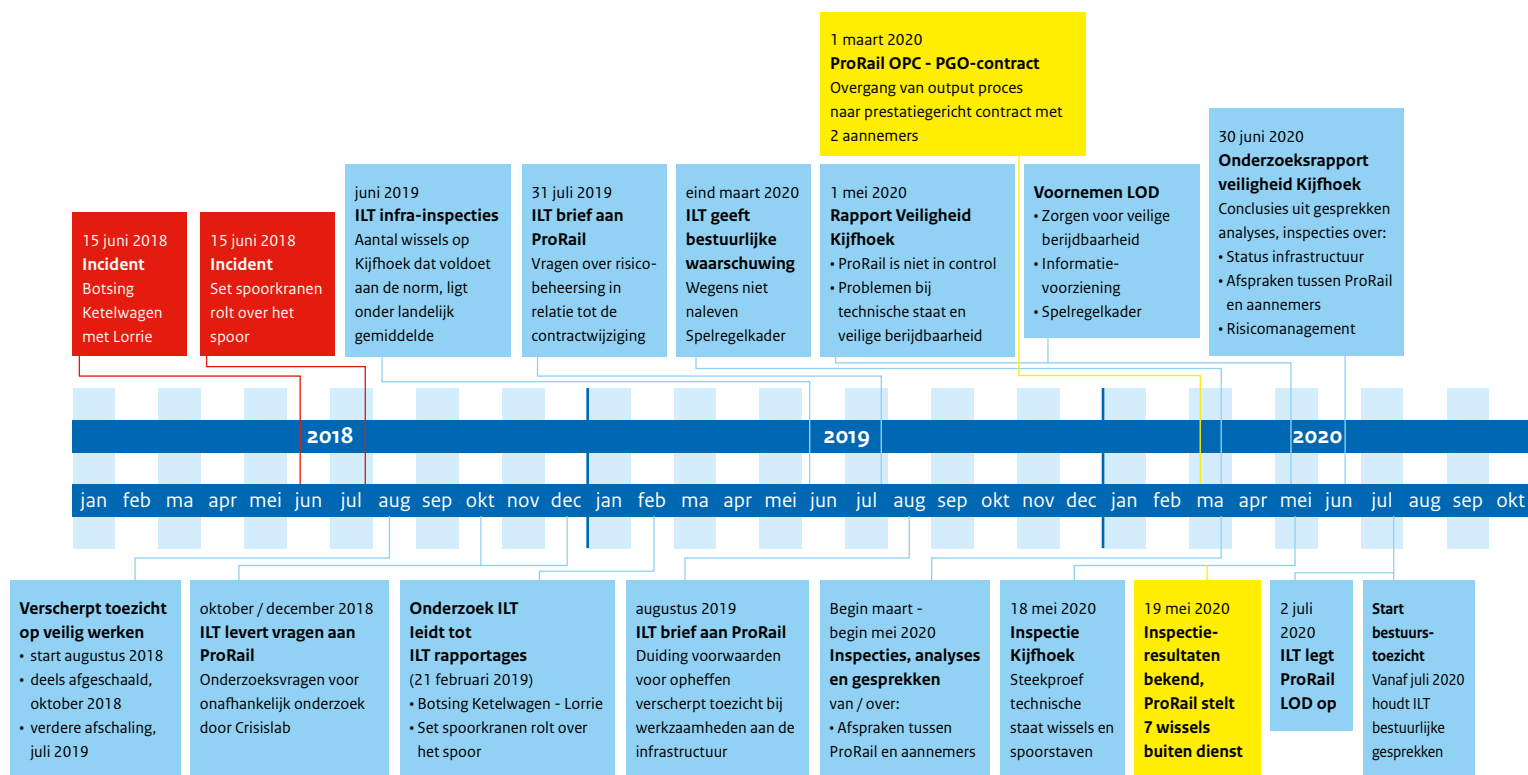 1 maart 2020
ProRail OPC - PGO-contract
Overgang van output proces
naar prestatiegericht contract met
2 aannemers
15 juni 2018
Incident
Botsing
Ketelwagen
met Lorrie
15 juni 2018
Incident
Set spoorkranen
rolt over het
spoor
juni 2019
ILT infra-inspecties
Aantal wissels op
Kijfhoek dat voldoet
aan de norm, ligt
onder landelijk
gemiddelde
31 juli 2019
ILT brief aan
ProRail
Vragen over risico-
beheersing in
relatie tot de
contractwijziging
eind maart 2020
ILT geeft
bestuurlijke
waarschuwing
Wegens niet
naleven
Spelregelkader
1 mei 2020
Rapport Veiligheid
Kijfhoek
• ProRail is niet in control
• Problemen bij
technische staat en
veilige berijdbaarheid
Voornemen LOD
• Zorgen voor veilige
berijdbaarheid
• Informatie-
voorziening
• Spelregelkader
30 juni 2020
Onderzoeksrapport
veiligheid Kijfhoek
Conclusies uit gesprekken
analyses, inspecties over:
• Status infrastructuur
• Afspraken tussen ProRail
en aannemers
• Risicomanagement
2018 2019 2020
jan feb ma apr mei jun jul aug sep okt nov dec jan feb ma apr mei jun jul aug sep okt nov dec jan feb ma apr mei jun jul aug sep okt
Verscherpt toezicht
op veilig werken
• start augustus 2018
• deels afgeschaald,
oktober 2018
• verdere afschaling,
juli 2019
oktober / december 2018
ILT levert vragen aan
ProRail
Onderzoeksvragen voor
onafhankelijk onderzoek
door Crisislab
Onderzoek ILT
leidt tot
ILT rapportages
(21 februari 2019)
• Botsing Ketelwagen - Lorrie
• Set spoorkranen rolt over
het spoor
augustus 2019
ILT brief aan ProRail
Duiding voorwaarden
voor opheffen
verscherpt toezicht bij
werkzaamheden aan de
infrastructuur
Begin maart -
begin mei 2020
Inspecties, analyses
en gesprekken
van / over:
• Afspraken tussen
ProRail en aannemers
18 mei 2020
Inspectie
Kijfhoek
Steekproef
technische
staat wissels en
spoorstaven
19 mei 2020
Inspectie-
resultaten
bekend,
ProRail stelt
7 wissels
buiten dienst
2 juli
2020
ILT legt
ProRail
LOD op
Start
bestuurs-
toezicht
Vanaf juli 2020
houdt ILT
bestuurlijke
gesprekken